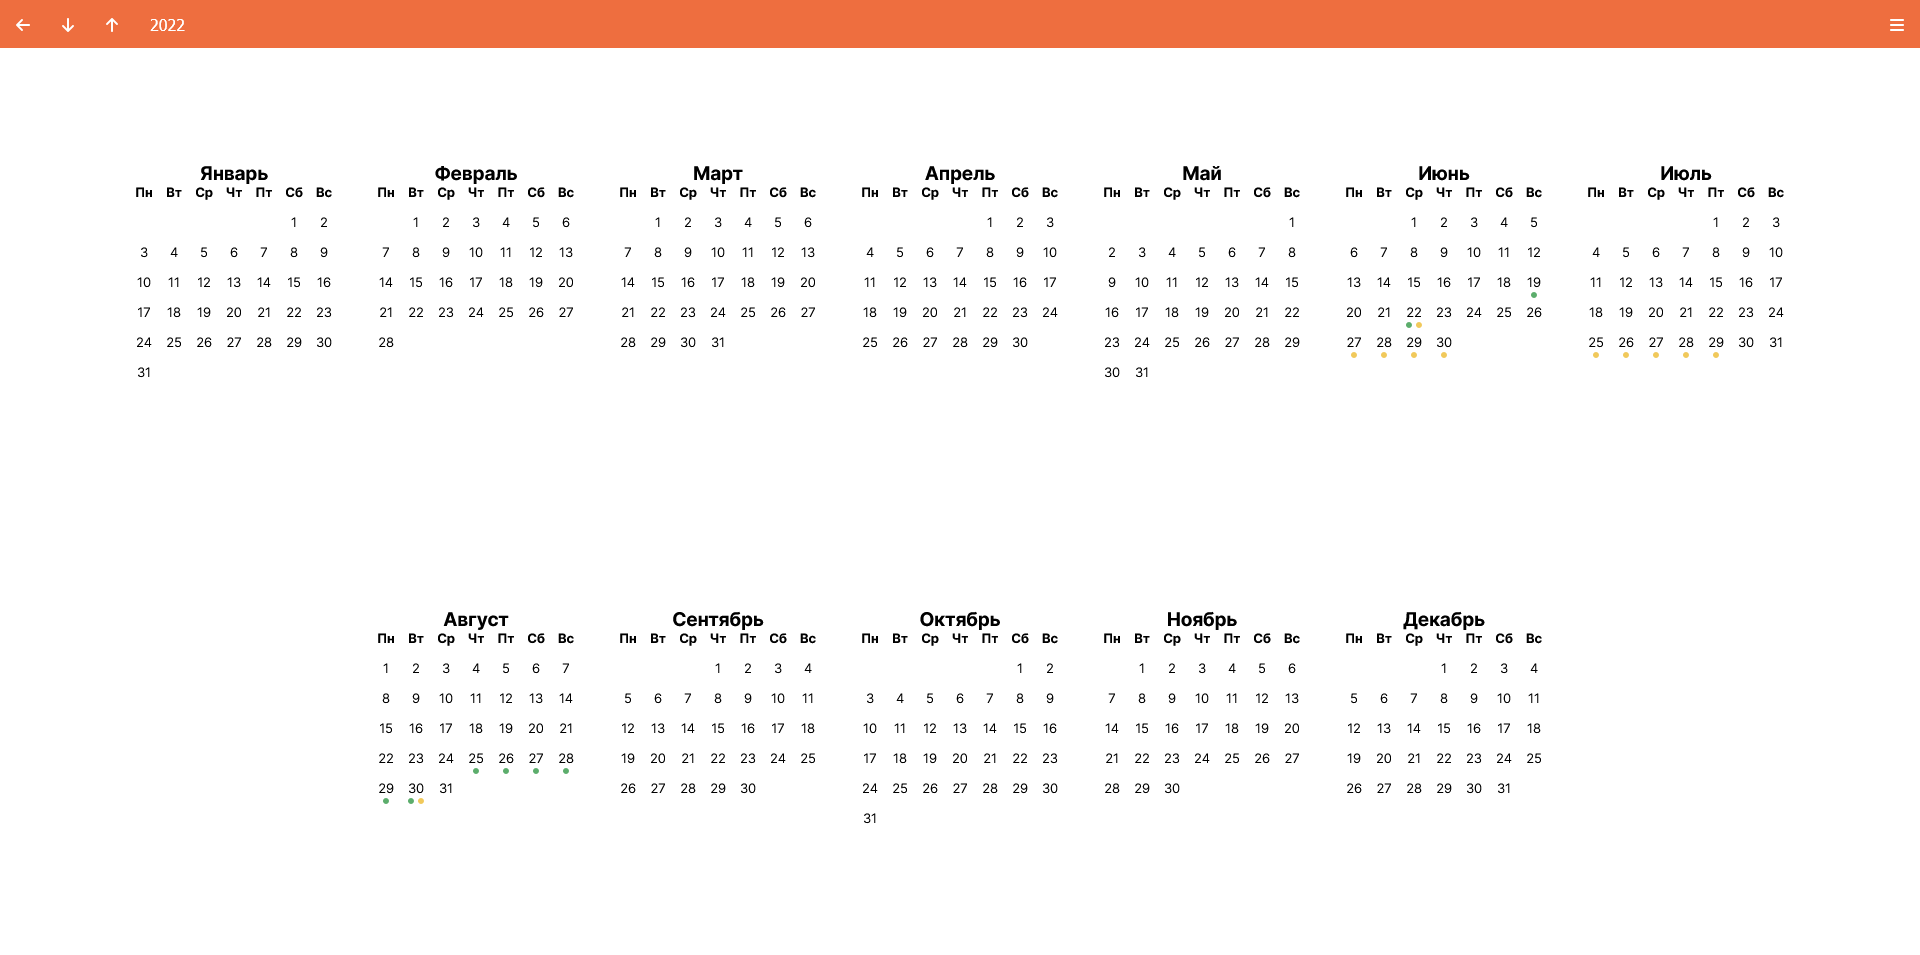 2022
Январь
Пн Вт Ср Чт Пт Сб Вс
1 2
3 4 5 6 7 8 9
10 11 12 13 14 15 16
17 18 19 20 21 22 23
24 25 26 27 28 29 30
31
Февраль
Пн Вт Ср Чт Пт Сб Вс
1 2 3 4 5 6
7 8 9 10 11 12 13
14 15 16 17 18 19 20
21 22 23 24 25 26 27
28
Март
Пн Вт Ср Чт Пт Сб Вс
1 2 3 4 5 6
7 8 9 10 11 12 13
14 15 16 17 18 19 20
21 22 23 24 25 26 27
28 29 30 31
Апрель
Пн Вт Ср Чт Пт Сб Вс
1 2 3
4 5 6 7 8 9 10
11 12 13 14 15 16 17
18 19 20 21 22 23 24
25 26 27 28 29 30
Май
Пн Вт Ср Чт Пт Сб Вс
1
2 3 4 5 6 7 8
9 10 11 12 13 14 15
16 17 18 19 20 21 22
23 24 25 26 27 28 29
30 31
Июнь
Пн Вт Ср Чт Пт Сб Вс
1 2 3 4 5
6 7 8 9 10 11 12
13 14 15 16 17 18 19
20 21 22 23 24 25 26
27 28 29 30
Июль
Пн Вт Ср Чт Пт Сб Вс
1 2 3
4 5 6 7 8 9 10
11 12 13 14 15 16 17
18 19 20 21 22 23 24
25 26 27 28 29 30 31
Август
Пн Вт Ср Чт Пт Сб Вс
1 2 3 4 5 6 7
8 9 10 11 12 13 14
15 16 17 18 19 20 21
22 23 24 25 26 27 28
29 30 31
Сентябрь
Пн Вт Ср Чт Пт Сб Вс
1 2 3 4
5 6 7 8 9 10 11
12 13 14 15 16 17 18
19 20 21 22 23 24 25
26 27 28 29 30
Октябрь
Пн Вт Ср Чт Пт Сб Вс
1 2
3 4 5 6 7 8 9
10 11 12 13 14 15 16
17 18 19 20 21 22 23
24 25 26 27 28 29 30
31
Ноябрь
Пн Вт Ср Чт Пт Сб Вс
1 2 3 4 5 6
7 8 9 10 11 12 13
14 15 16 17 18 19 20
21 22 23 24 25 26 27
28 29 30
Декабрь
Пн Вт Ср Чт Пт Сб Вс
1 2 3 4
5 6 7 8 9 10 11
12 13 14 15 16 17 18
19 20 21 22 23 24 25
26 27 28 29 30 31